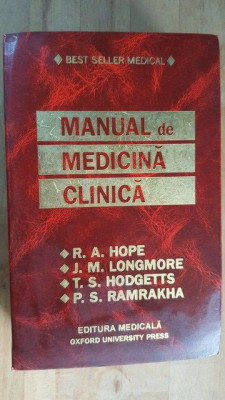 ◆ BEST SELLER MEDICAL ◆
MANUAL de
MEDICINĂ
CLINICĂ
◆ R. A. HOPE
◆ J. M. LONGMORE
◆ T. S. HODGETTS
◆ P. S. RAMRAKHA
EDITURA MEDICALĂ
OXFORD UNIVERSITY PRESS